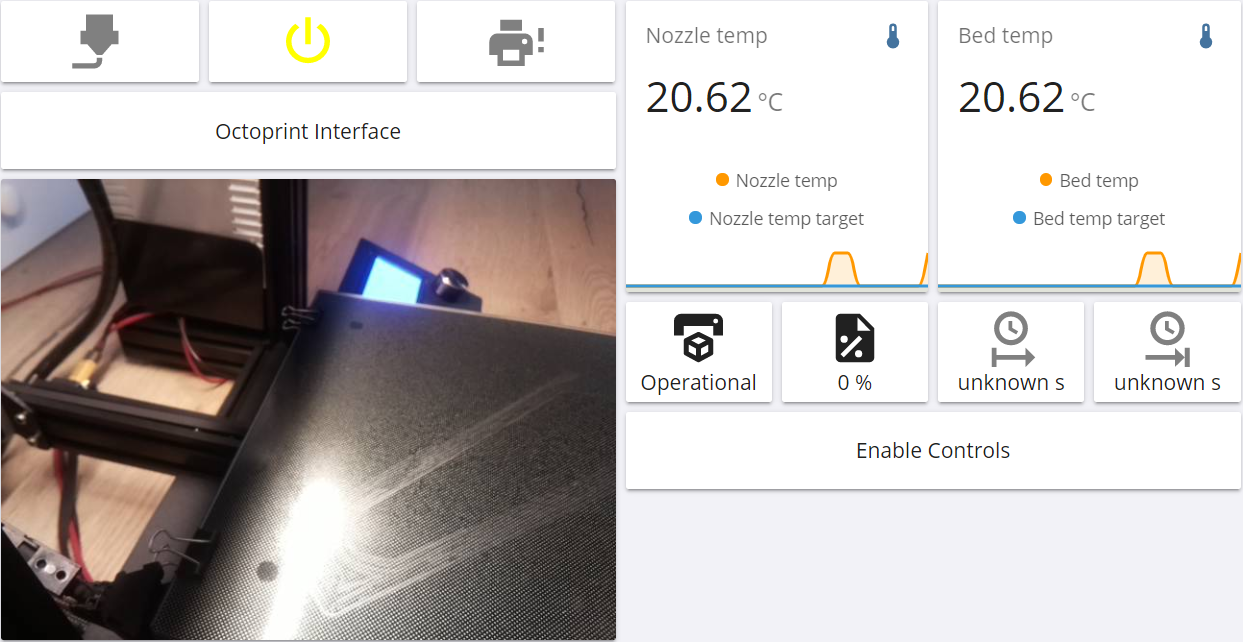 Octoprint Interface
Nozzle temp
20.62 °C
Nozzle temp
Nozzle temp target
Bed temp
20.62 °C
Bed temp
Bed temp target
Operational
0 %
unknown s
unknown s
Enable Controls